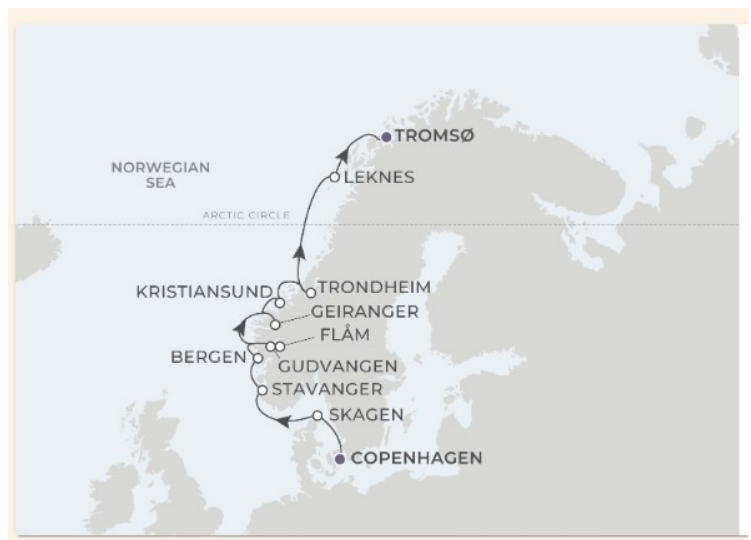 TROMSØ
NORWEGIAN
SEA
LEKNES
ARCTIC CIRCLE
KRISTIANSUND
TRONDHEIM
GEIRANGER
FLÅM
BERGEN
GUDVANGEN
STAVANGER
SKAGEN
COPENHAGEN